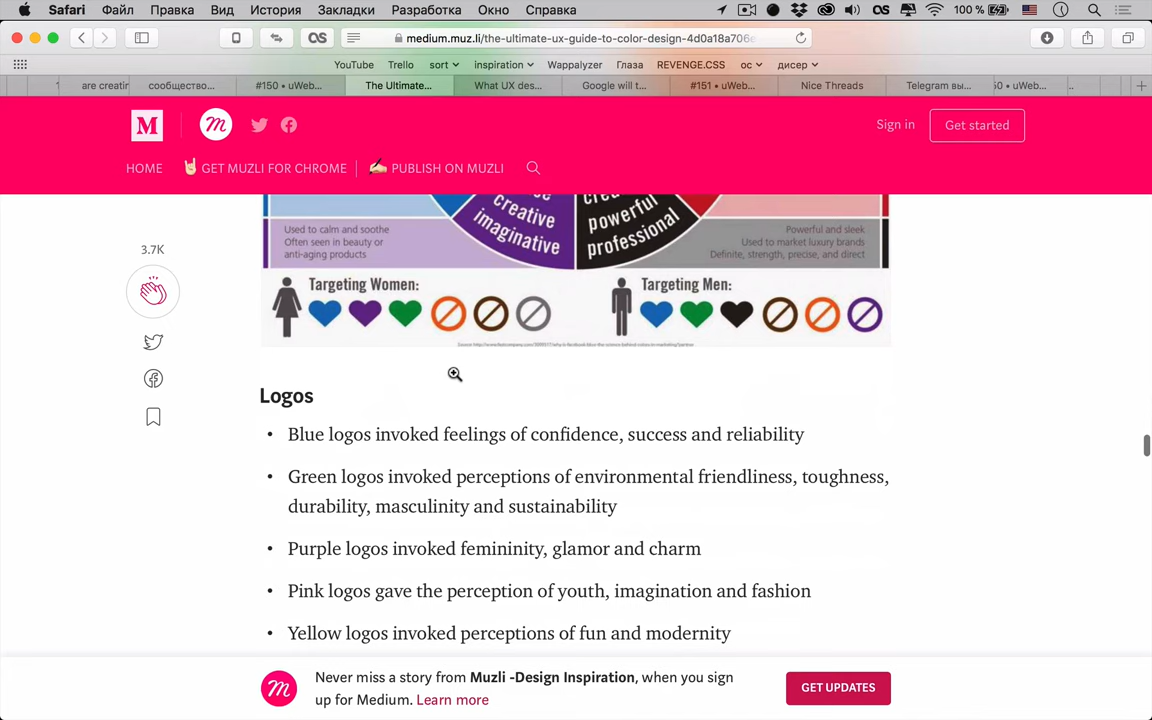 Safari Файл Правка Вид История Закладки Разработка Окно Справка 100 %
medium.muz.li/the-ultimate-ux-guide-to-color-design-4d0a18a706e
YouTube Trello sort inspiration Wappalyzer Глаза REVENGE.CSS ос дисер
are creatin сообщество... #150 • uWeb... The Ultimate... What UX des... Google will t... #151 • uWeb... Nice Threads Telegram вы... 50 • uWeb...
M
Sign in Get started
HOME GET MUZLI FOR CHROME PUBLISH ON MUZLI
creative
imaginative
powerful
professional
Used to calm and soothe
Often seen in beauty or
anti-aging products
Powerful and sleek
Used to market luxury brands
Definite, strength, precise, and direct
3.7K
Targeting Women:
Targeting Men:
Logos
• Blue logos invoked feelings of confidence, success and reliability
• Green logos invoked perceptions of environmental friendliness, toughness,
durability, masculinity and sustainability
• Purple logos invoked femininity, glamor and charm
• Pink logos gave the perception of youth, imagination and fashion
• Yellow logos invoked perceptions of fun and modernity
Never miss a story from Muzli -Design Inspiration, when you sign
up for Medium. Learn more
GET UPDATES